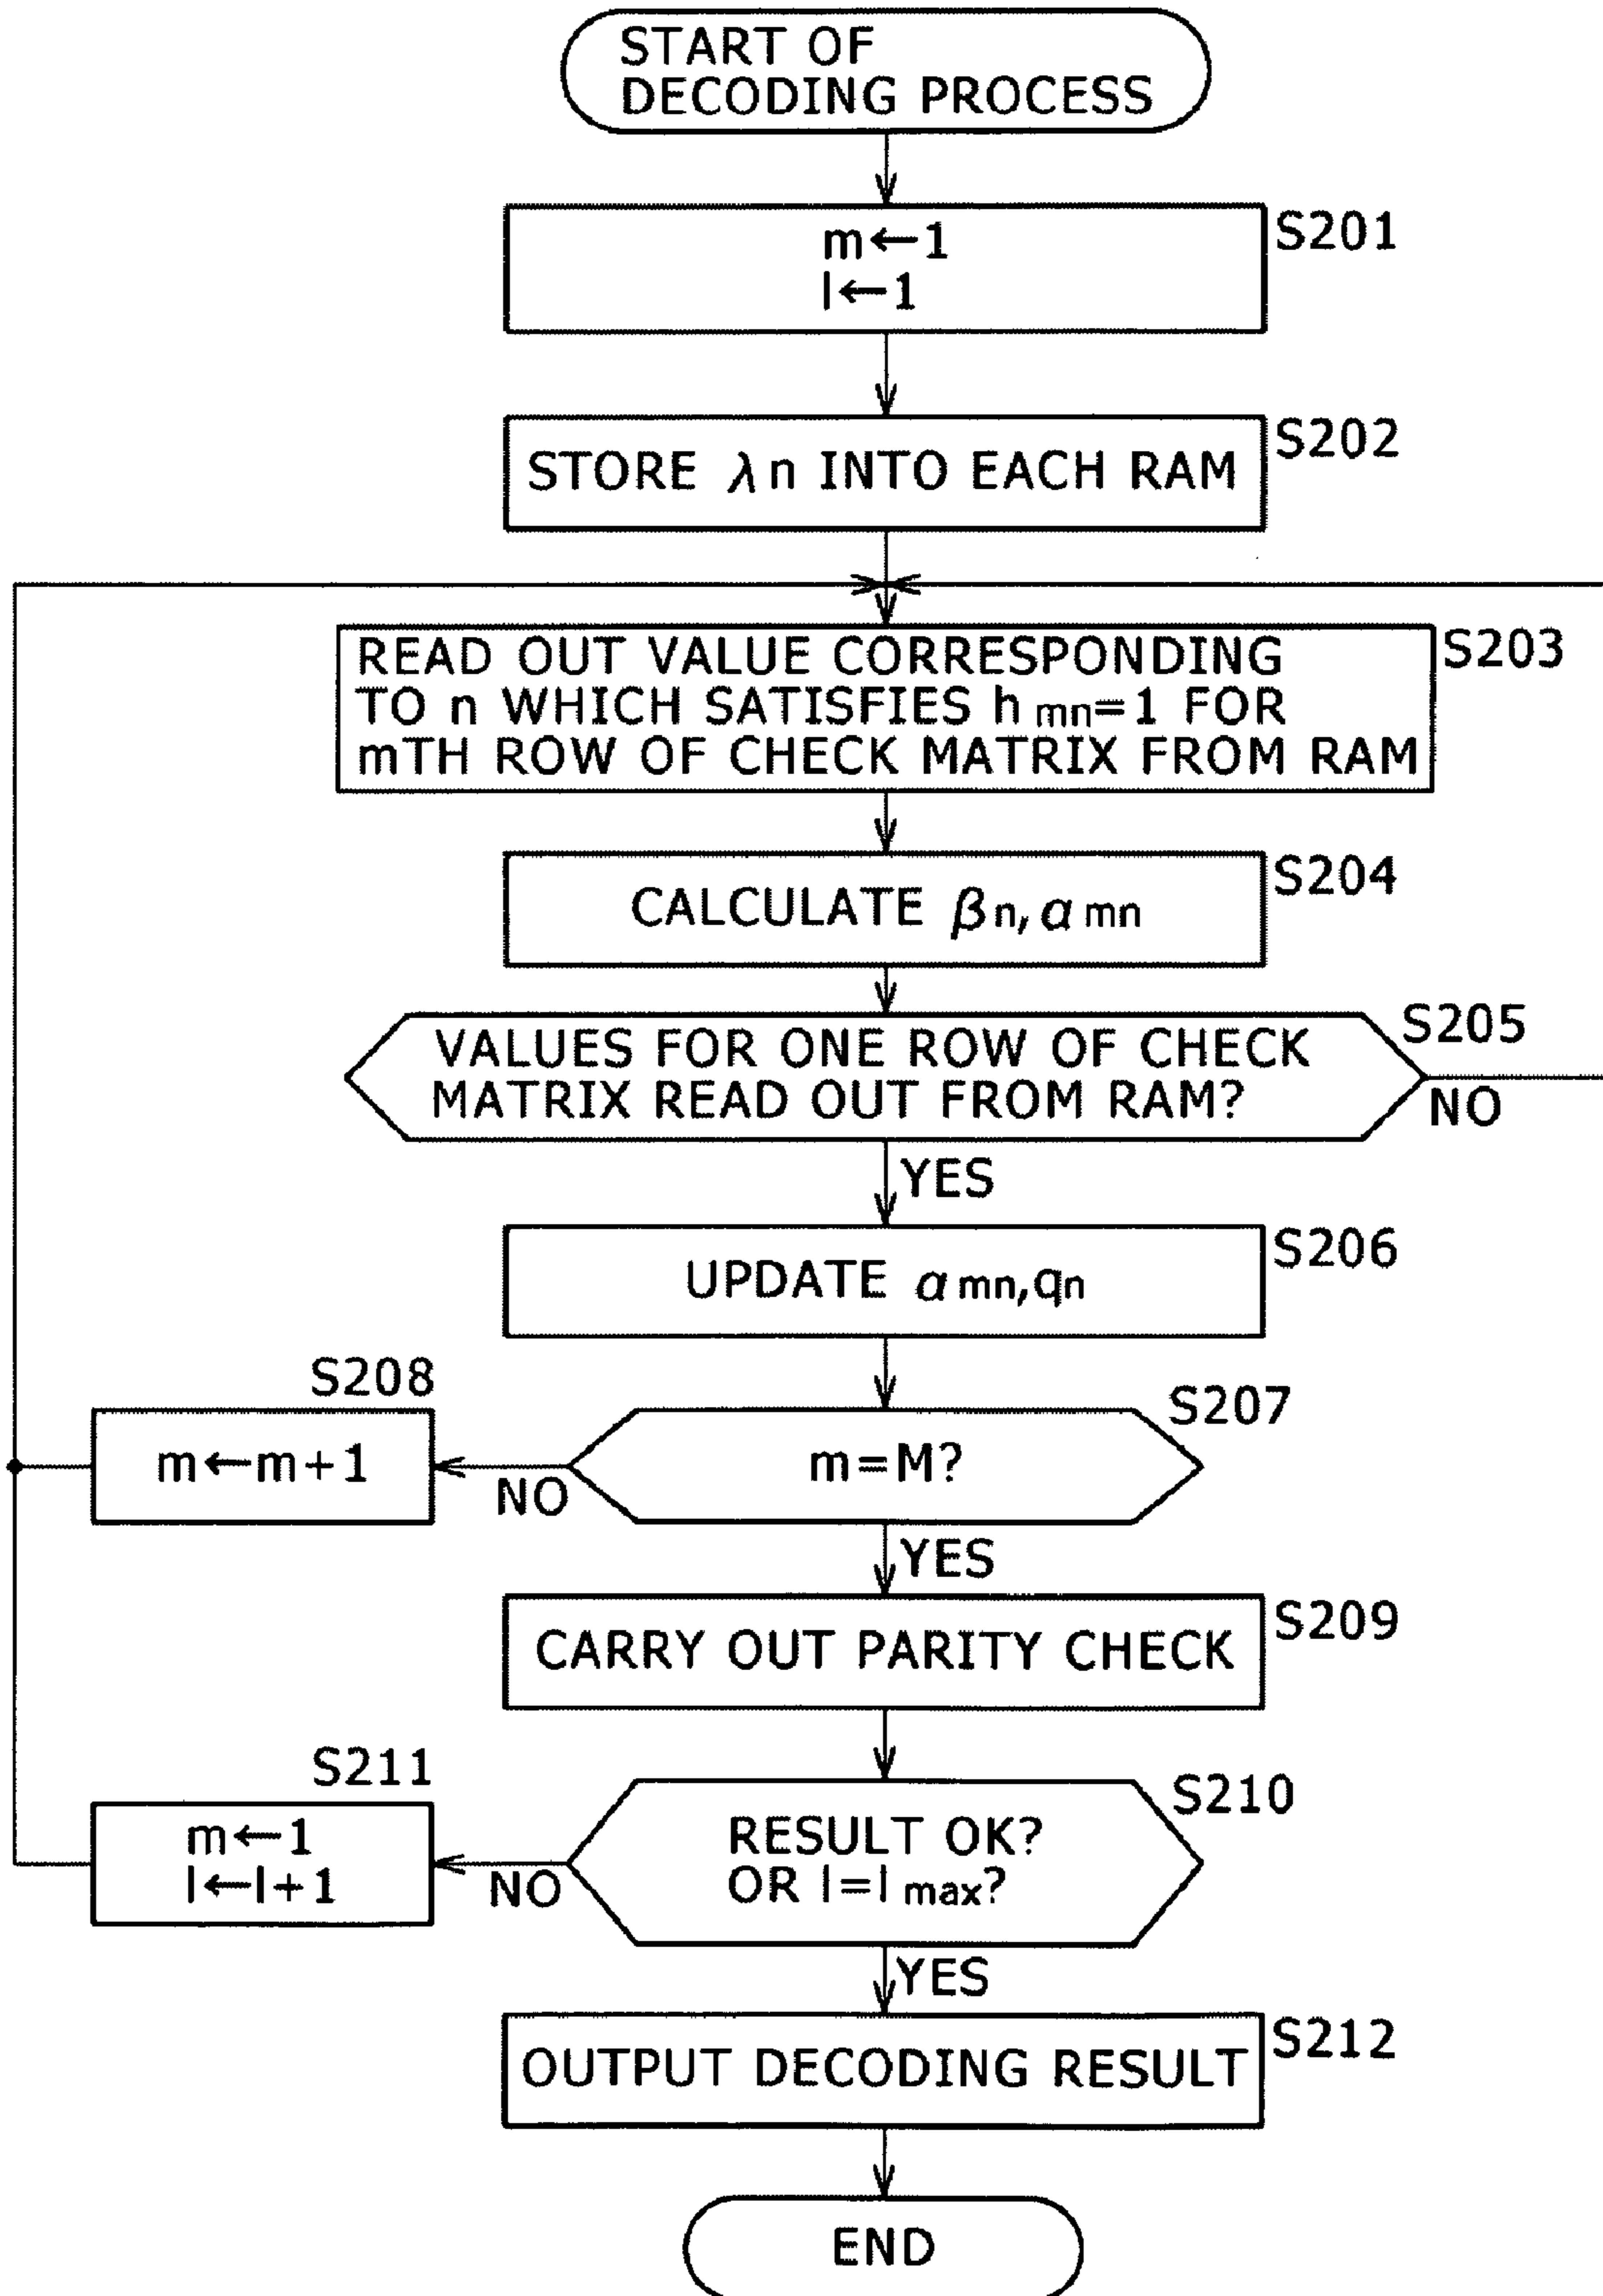 START OF
DECODING PROCESS
m←1
l←1
S201
STORE λn INTO EACH RAM
S202
READ OUT VALUE CORRESPONDING
TO n WHICH SATISFIES hmn=1 FOR
mTH ROW OF CHECK MATRIX FROM RAM
S203
CALCULATE βn,αmn
S204
VALUES FOR ONE ROW OF CHECK
MATRIX READ OUT FROM RAM?
S205
NO
YES
UPDATE αmn,qn
S206
S208
m←m+1
NO
m=M?
S207
YES
CARRY OUT PARITY CHECK
S209
S211
m←1
l←l+1
NO
RESULT OK?
OR l=lmax?
S210
YES
OUTPUT DECODING RESULT
S212
END